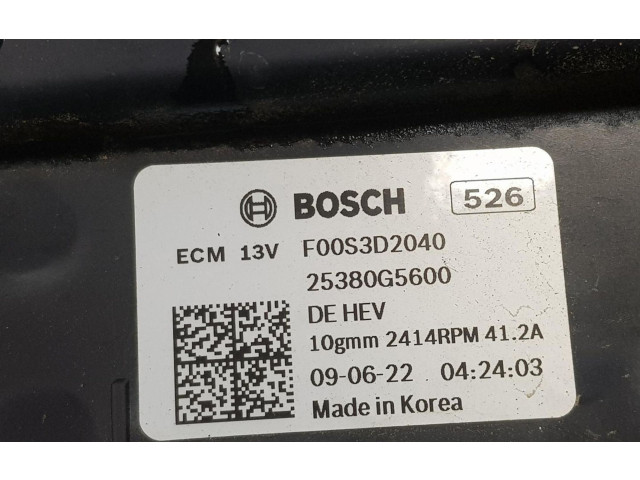 BOSCH 526
ECM 13V F00S3D2040
25380G5600
DE HEV
10gmm 2414RPM 41.2A
09-06-22 04:24:03
Made in Korea